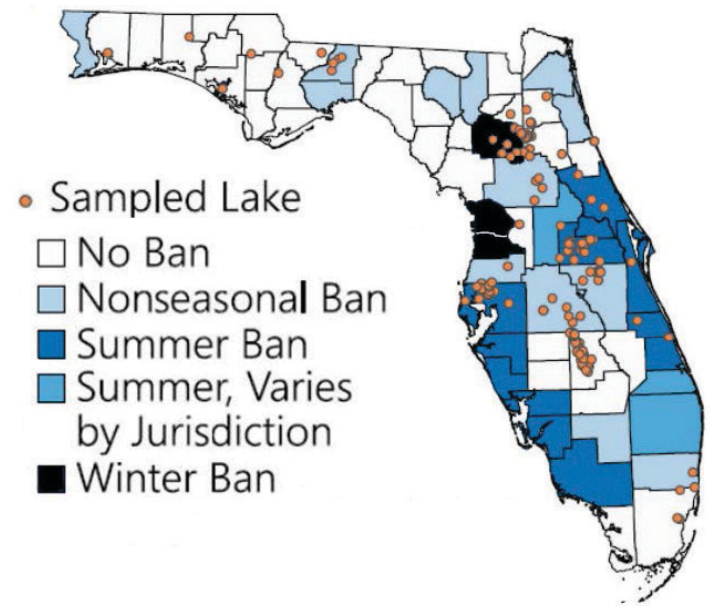 Sampled Lake
No Ban
Nonseasonal Ban
Summer Ban
Summer, Varies
by Jurisdiction
Winter Ban